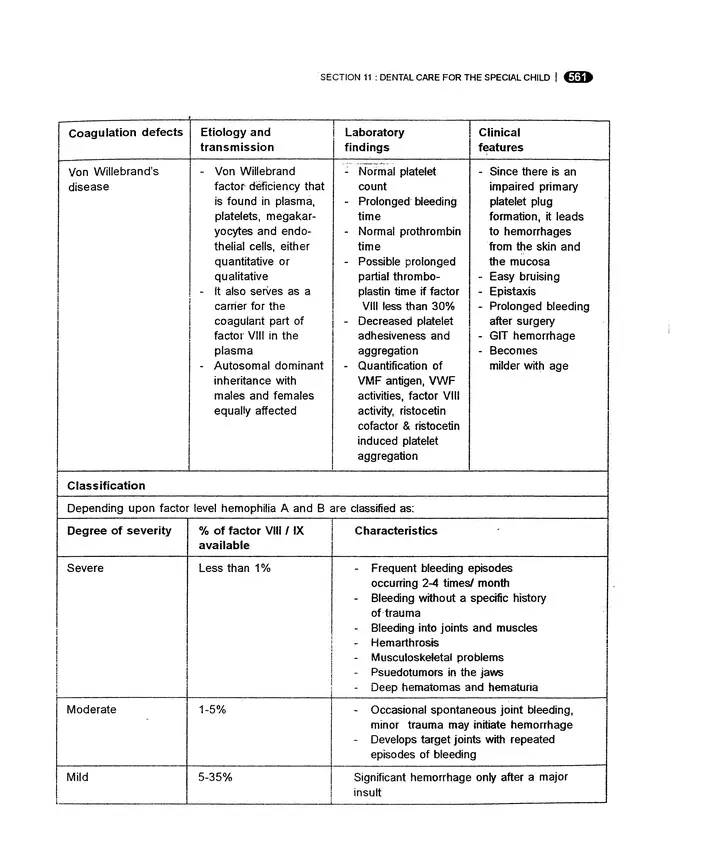 SECTION 11 : DENTAL CARE FOR THE SPECIAL CHILD | 561
Coagulation defects
Etiology and
transmission
Laboratory
findings
Clinical
features
Von Willebrand's
disease
- Von Willebrand
factor deficiency that
is found in plasma,
platelets, megakar-
yocytes and endo-
thelial cells, either
quantitative or
qualitative
- It also serves as a
carrier for the
coagulant part of
factor VIII in the
plasma
- Autosomal dominant
inheritance with
males and females
equally affected
- Normal platelet
count
- Prolonged bleeding
time
- Normal prothrombin
time
- Possible prolonged
partial thrombo-
plastin time if factor
VIII less than 30%
- Decreased platelet
adhesiveness and
aggregation
- Quantification of
VMF antigen, VWF
activities, factor VIII
activity, ristocetin
cofactor & ristocetin
induced platelet
aggregation
- Since there is an
impaired primary
platelet plug
formation, it leads
to hemorrhages
from the skin and
the mucosa
- Easy bruising
- Epistaxis
- Prolonged bleeding
after surgery
- GIT hemorrhage
- Becomes
milder with age
Classification
Depending upon factor level hemophilia A and B are classified as:
Degree of severity
% of factor VIII / IX
available
Characteristics
Severe
Less than 1%
- Frequent bleeding episodes
occurring 2-4 times/ month
- Bleeding without a specific history
of trauma
- Bleeding into joints and muscles
- Hemarthrosis
- Musculoskeletal problems
- Psuedotumors in the jaws
- Deep hematomas and hematuria
Moderate
1-5%
- Occasional spontaneous joint bleeding,
minor trauma may initiate hemorrhage
- Develops target joints with repeated
episodes of bleeding
Mild
5-35%
Significant hemorrhage only after a major
insult